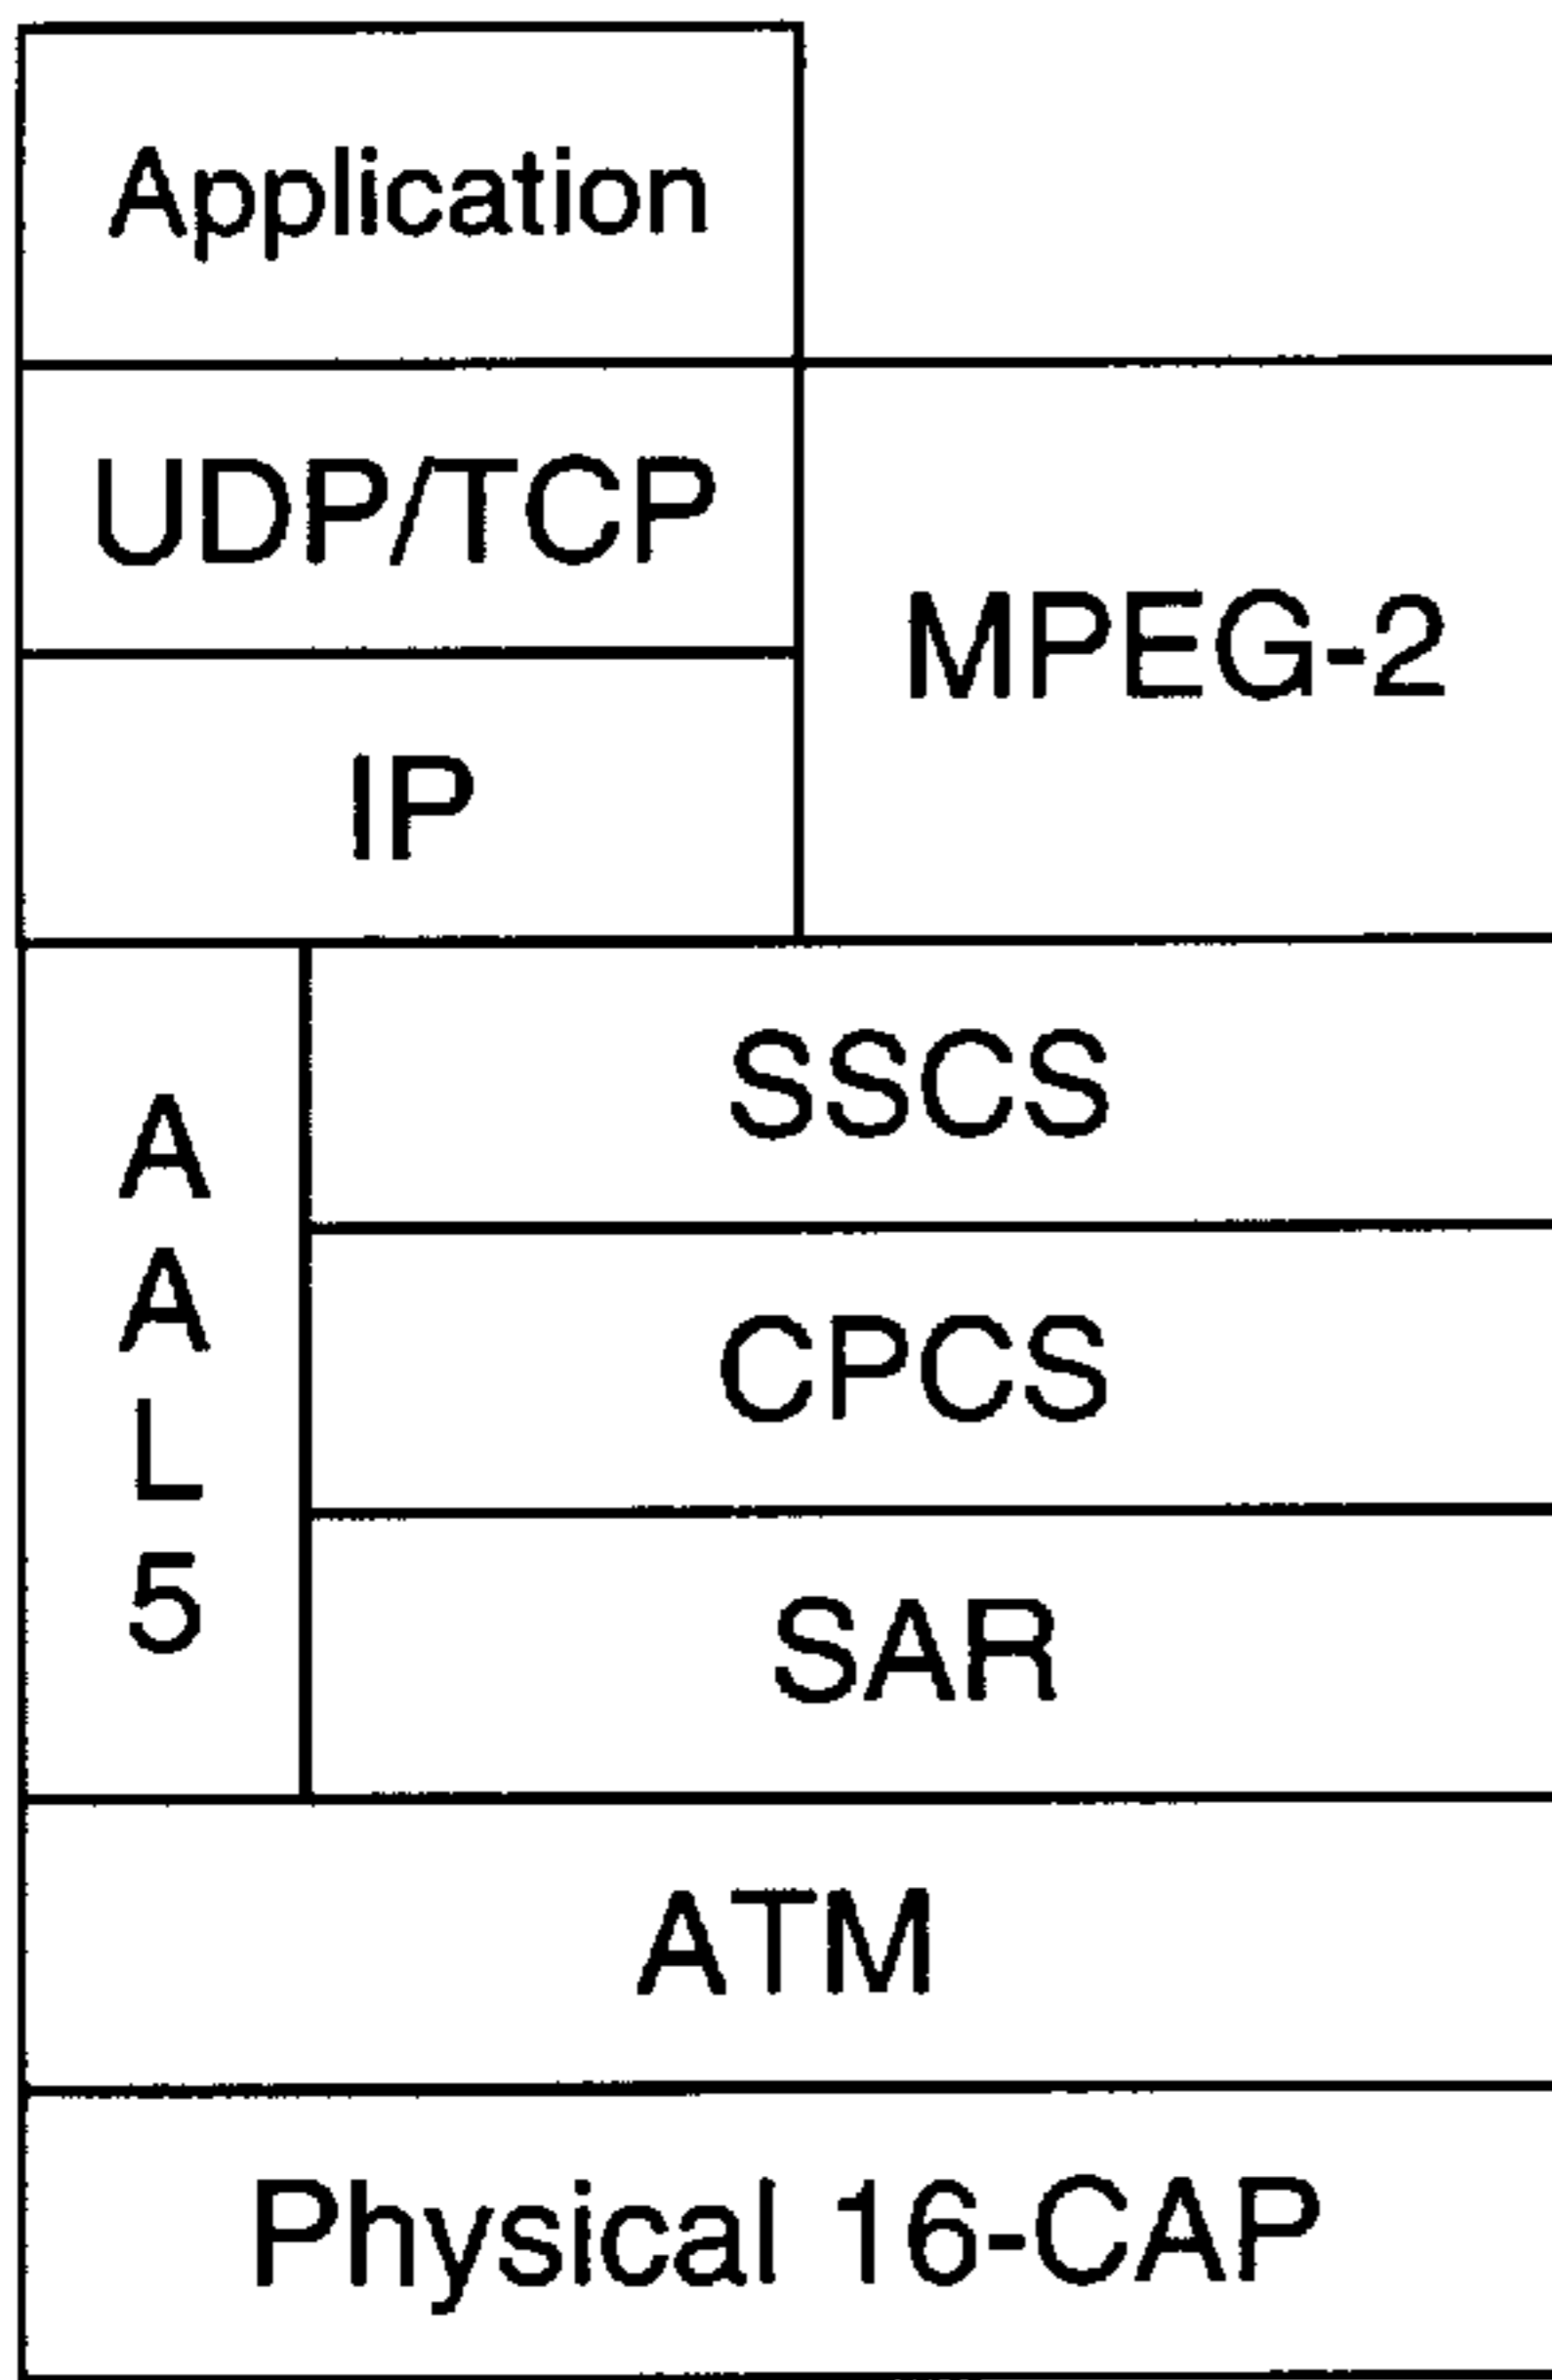 Application
UDP/TCP
MPEG-2
IP
A
A
L
5
SSCS
CPCS
SAR
ATM
Physical 16-CAP